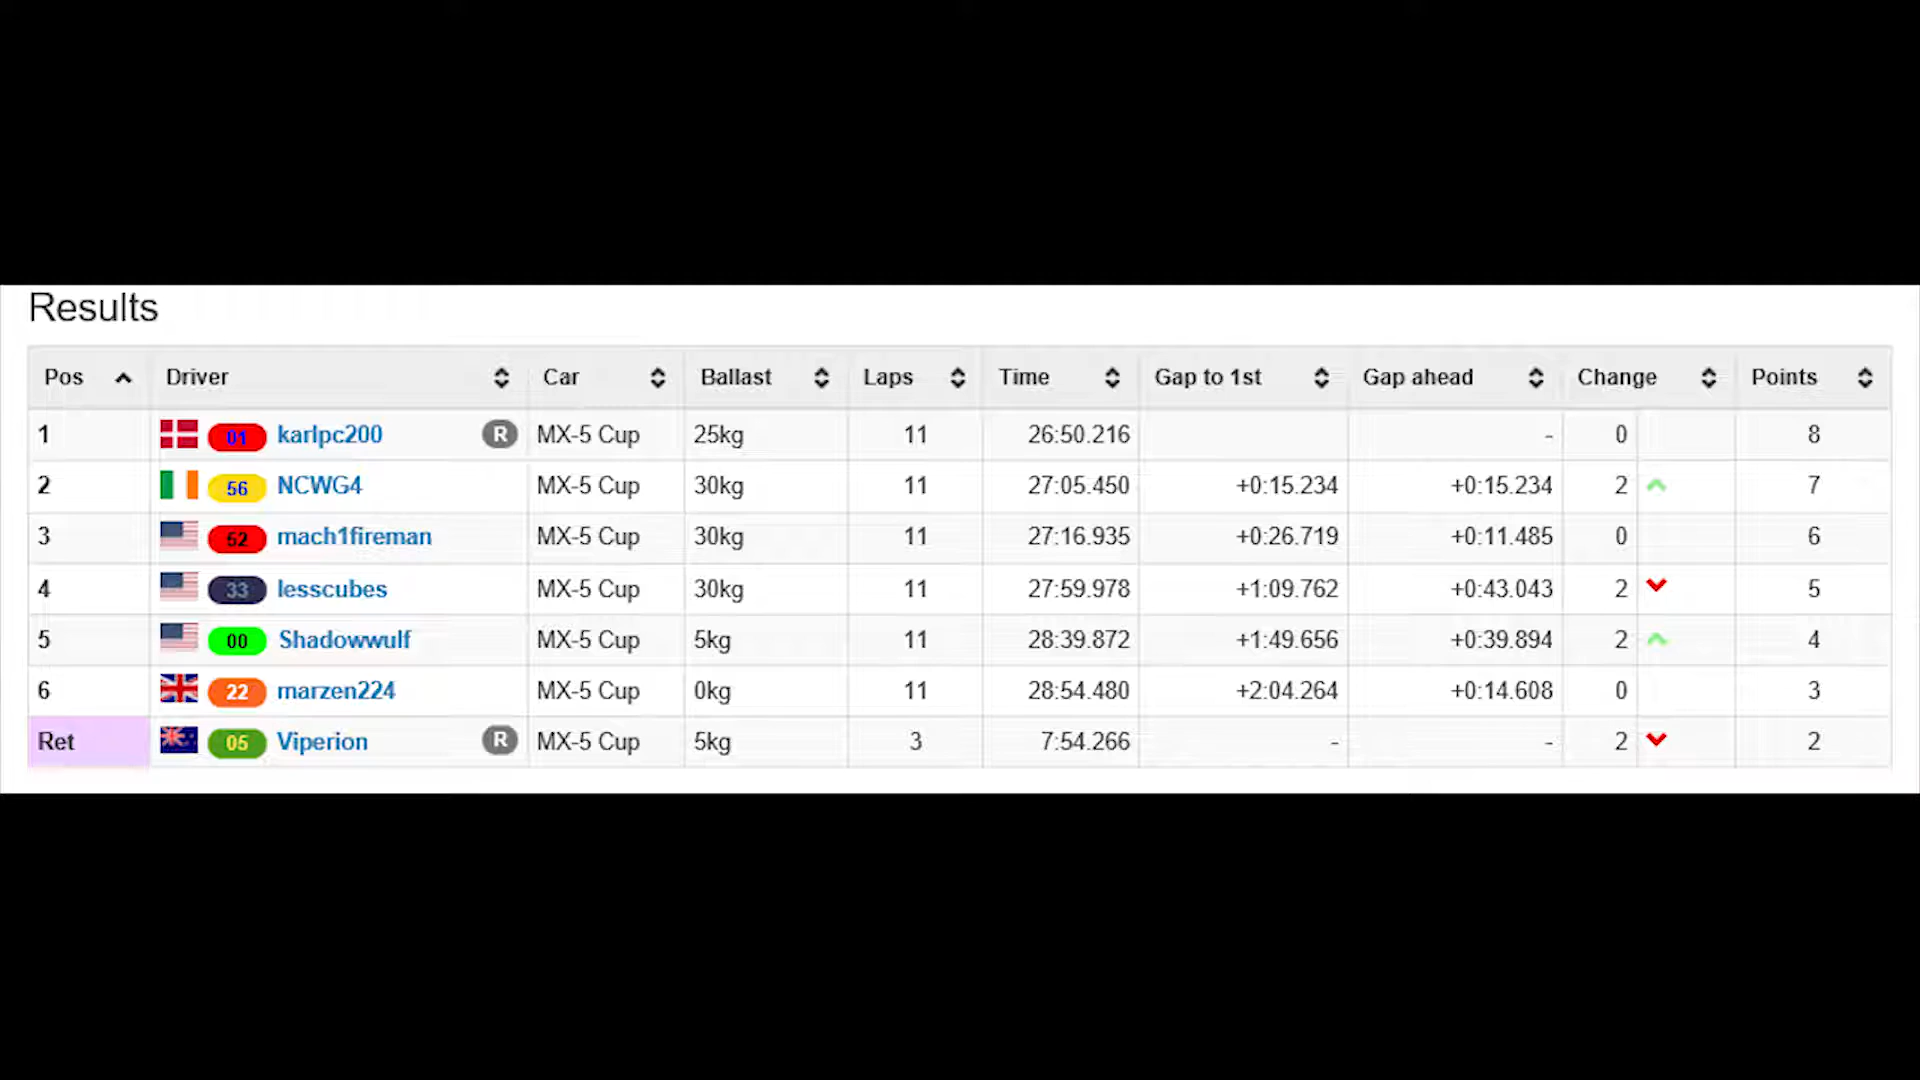 Results
Pos Driver Car Ballast Laps Time Gap to 1st Gap ahead Change Points
1 01 karlpc200 R MX-5 Cup 25kg 11 26:50.216 - 0 8
2 56 NCWG4 MX-5 Cup 30kg 11 27:05.450 +0:15.234 +0:15.234 2 7
3 52 mach1fireman MX-5 Cup 30kg 11 27:16.935 +0:26.719 +0:11.485 0 6
4 33 lesscubes MX-5 Cup 30kg 11 27:59.978 +1:09.762 +0:43.043 2 5
5 00 Shadowwulf MX-5 Cup 5kg 11 28:39.872 +1:49.656 +0:39.894 2 4
6 22 marzen224 MX-5 Cup 0kg 11 28:54.480 +2:04.264 +0:14.608 0 3
Ret 05 Viperion R MX-5 Cup 5kg 3 7:54.266 - - 2 2